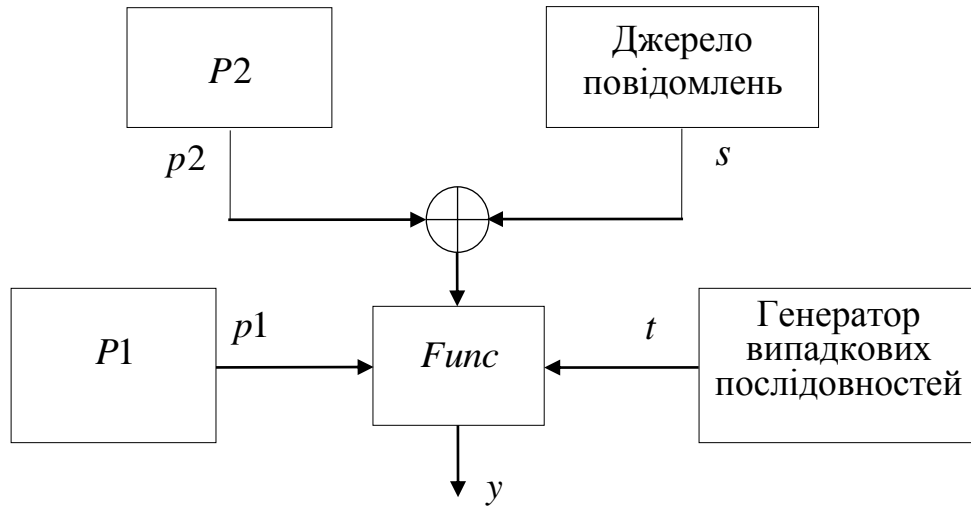 P2
Джерело
повідомлень
p2
s
P1
p1
Func
t
Генератор
випадкових
послідовностей
y